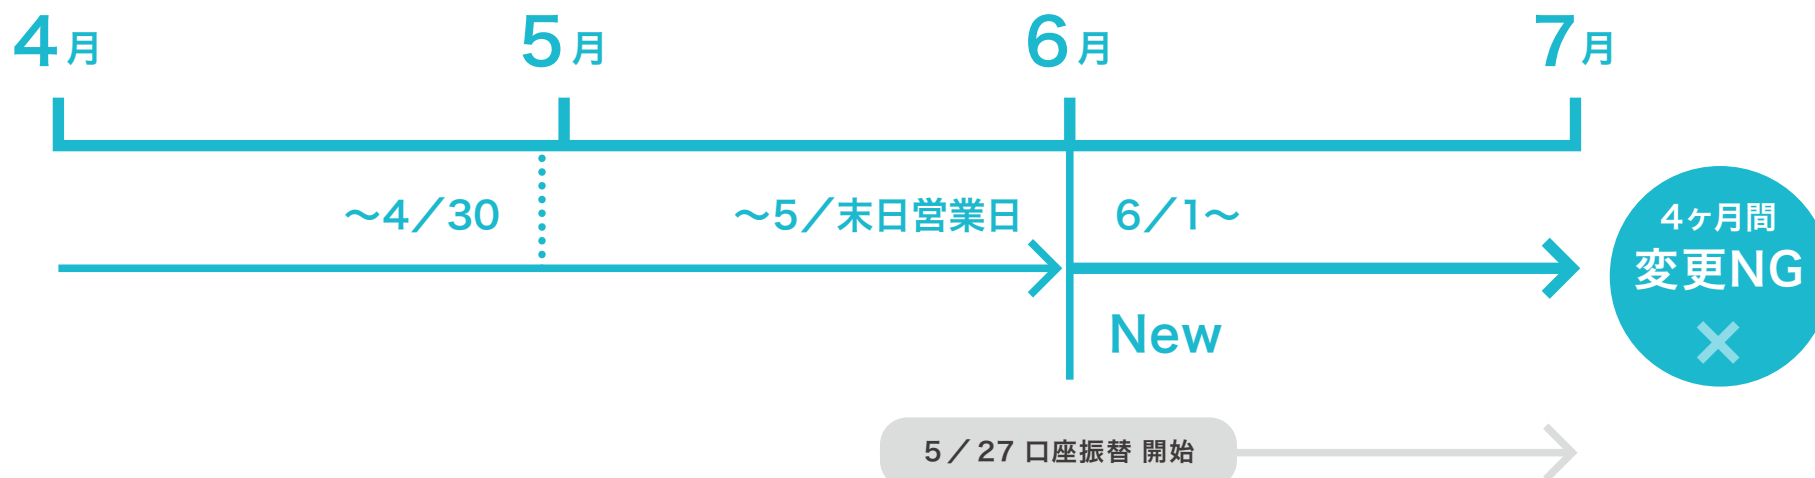 4月 5月 6月 7月
〜4／30 〜5／末日営業日 6／1〜
4ヶ月間
変更NG
New
5／27 口座振替 開始